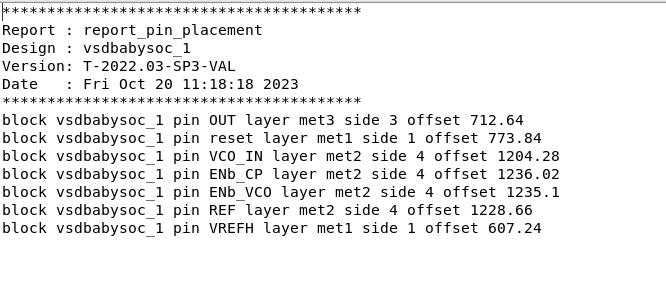 ****************************************
Report : report_pin_placement
Design : vsdbabysoc_1
Version: T-2022.03-SP3-VAL
Date   : Fri Oct 20 11:18:18 2023
****************************************
block vsdbabysoc_1 pin OUT layer met3 side 3 offset 712.64
block vsdbabysoc_1 pin reset layer met1 side 1 offset 773.84
block vsdbabysoc_1 pin VCO_IN layer met2 side 4 offset 1204.28
block vsdbabysoc_1 pin ENb_CP layer met2 side 4 offset 1236.02
block vsdbabysoc_1 pin ENb_VCO layer met2 side 4 offset 1235.1
block vsdbabysoc_1 pin REF layer met2 side 4 offset 1228.66
block vsdbabysoc_1 pin VREFH layer met1 side 1 offset 607.24